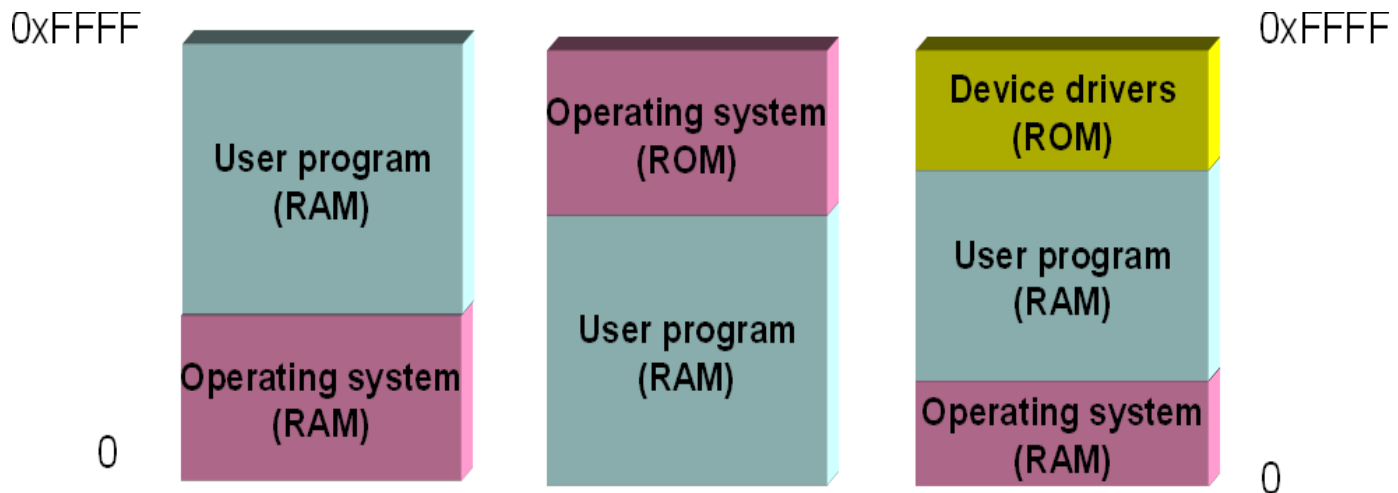 0xFFFF
User program
(RAM)
Operating system
(RAM)
0
Operating system
(ROM)
User program
(RAM)
0xFFFF
Device drivers
(ROM)
User program
(RAM)
Operating system
(RAM)
0